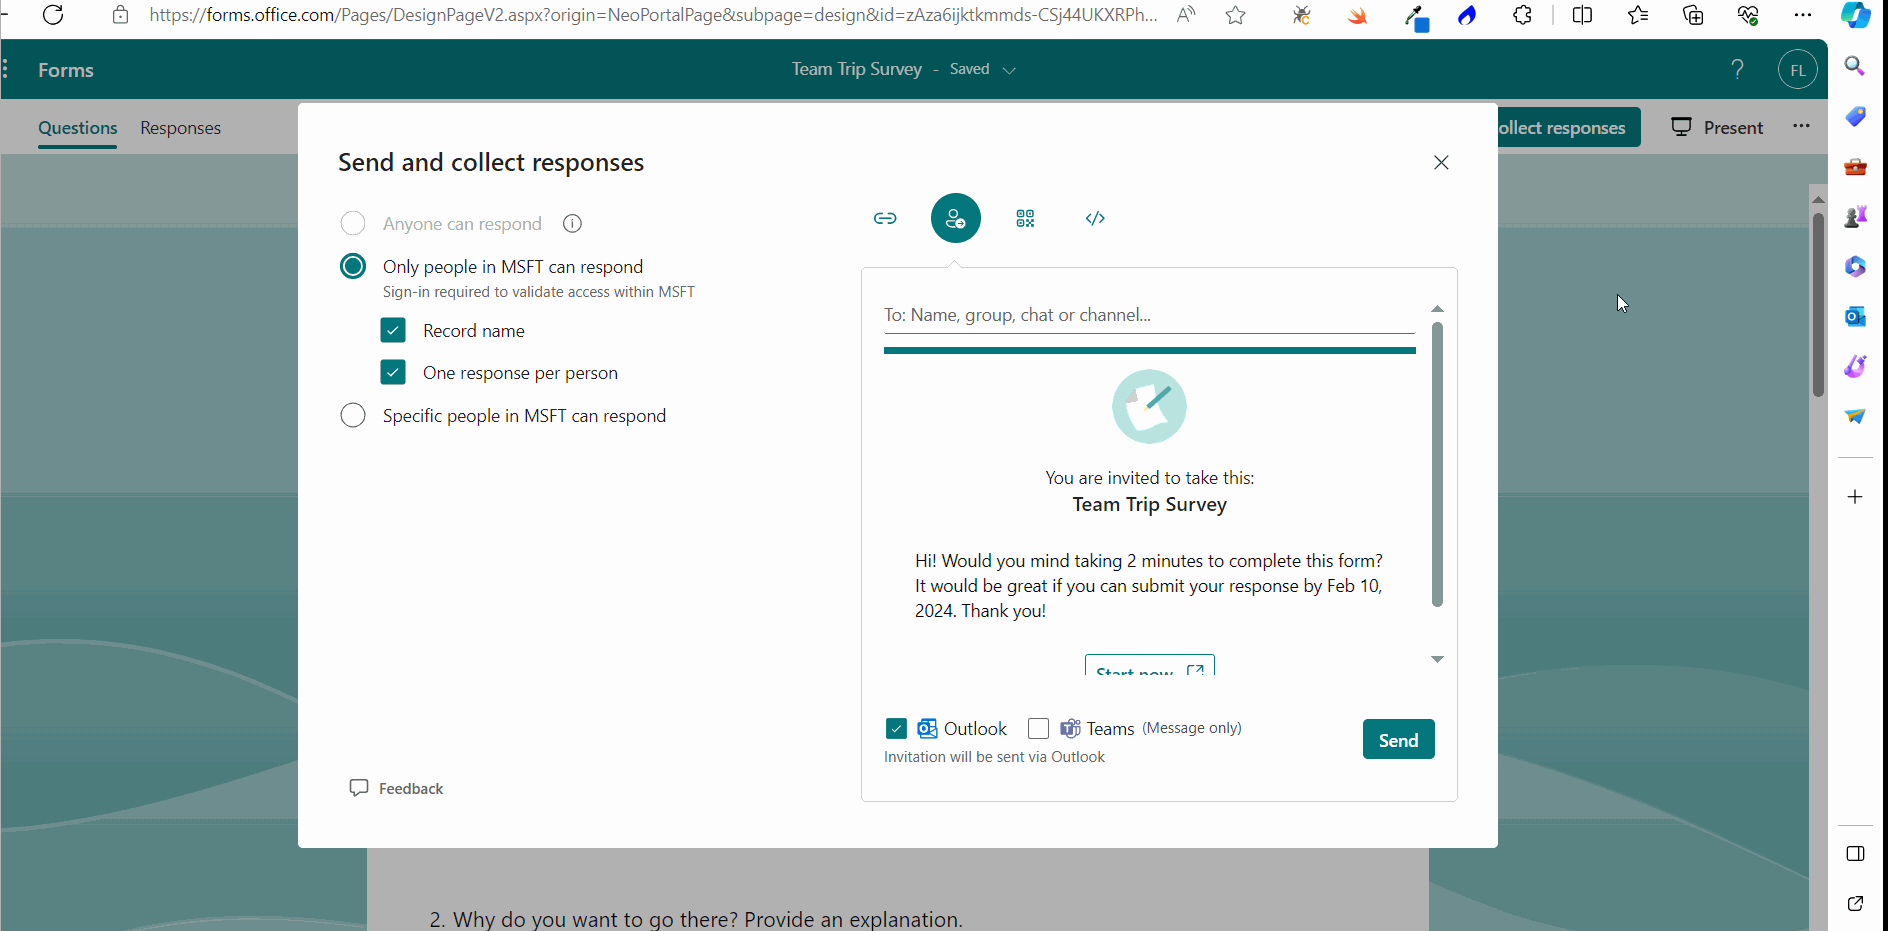 https://forms.office.com/Pages/DesignPageV2.aspx?origin=NeoPortalPage&subpage=design&id=zAza6ijktkmmds-CSj44UKXRPh...
Forms
Team Trip Survey - Saved
?
FL
Questions
Responses
ollect responses
Present
Send and collect responses
Anyone can respond
Only people in MSFT can respond
Sign-in required to validate access within MSFT
Record name
One response per person
Specific people in MSFT can respond
Feedback
To: Name, group, chat or channel...
You are invited to take this:
Team Trip Survey
Hi! Would you mind taking 2 minutes to complete this form?
It would be great if you can submit your response by Feb 10,
2024. Thank you!
Start now
Outlook
Teams (Message only)
Invitation will be sent via Outlook
Send
2. Why do you want to go there? Provide an explanation.